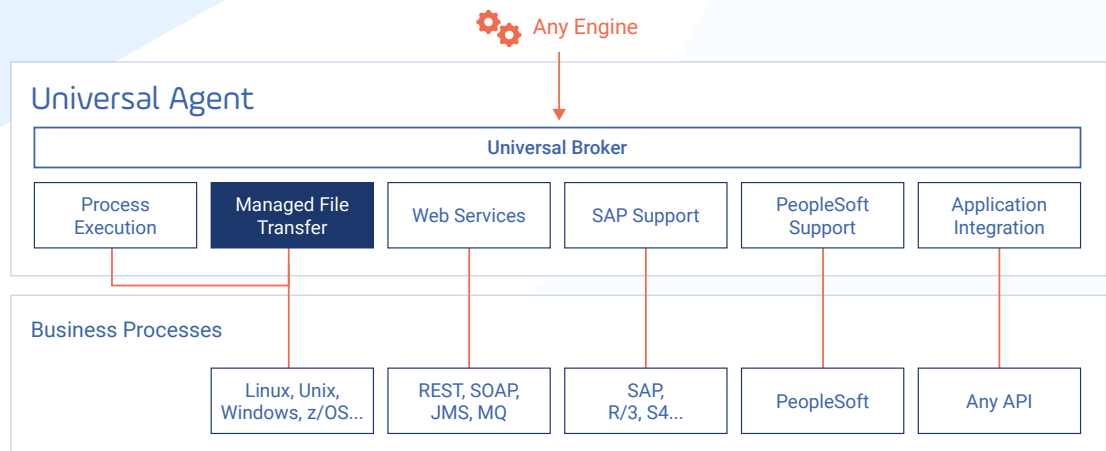 Any Engine
Universal Agent
Universal Broker
Process
Execution
Managed File
Transfer
Web Services
SAP Support
PeopleSoft
Support
Application
Integration
Business Processes
Linux, Unix,
Windows, z/OS...
REST, SOAP,
JMS, MQ
SAP,
R/3, S4...
PeopleSoft
Any API